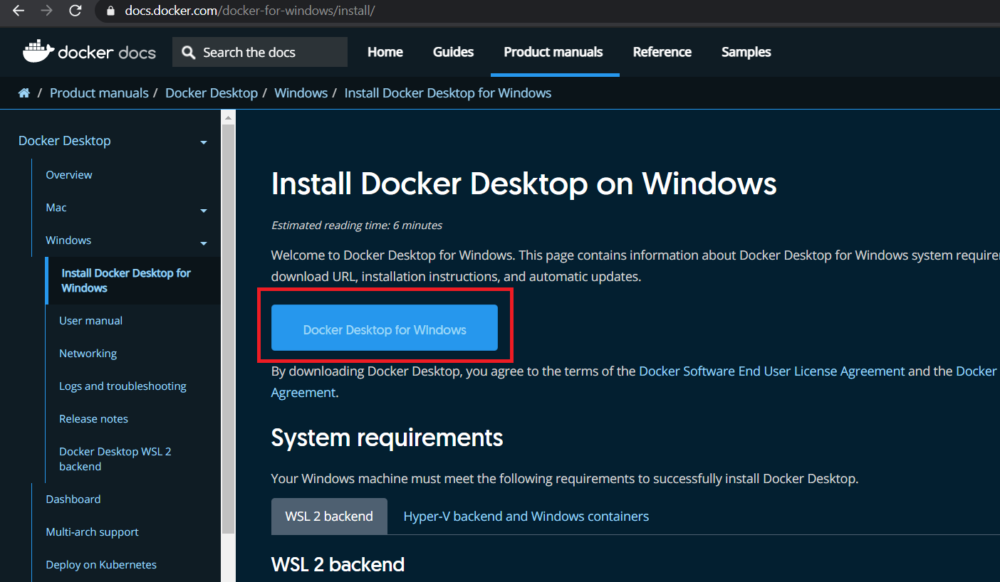 docs.docker.com/docker-for-windows/install/
docker docs
Search the docs
Home
Guides
Product manuals
Reference
Samples
/ Product manuals / Docker Desktop / Windows / Install Docker Desktop for Windows
Docker Desktop
Overview
Mac
Windows
Install Docker Desktop for
Windows
User manual
Networking
Logs and troubleshooting
Release notes
Docker Desktop WSL 2
backend
Dashboard
Multi-arch support
Deploy on Kubernetes
Install Docker Desktop on Windows
Estimated reading time: 6 minutes
Welcome to Docker Desktop for Windows. This page contains information about Docker Desktop for Windows system require
download URL, installation instructions, and automatic updates.
Docker Desktop for Windows
By downloading Docker Desktop, you agree to the terms of the Docker Software End User License Agreement and the Docker
Agreement.
System requirements
Your Windows machine must meet the following requirements to successfully install Docker Desktop.
WSL 2 backend
Hyper-V backend and Windows containers
WSL 2 backend